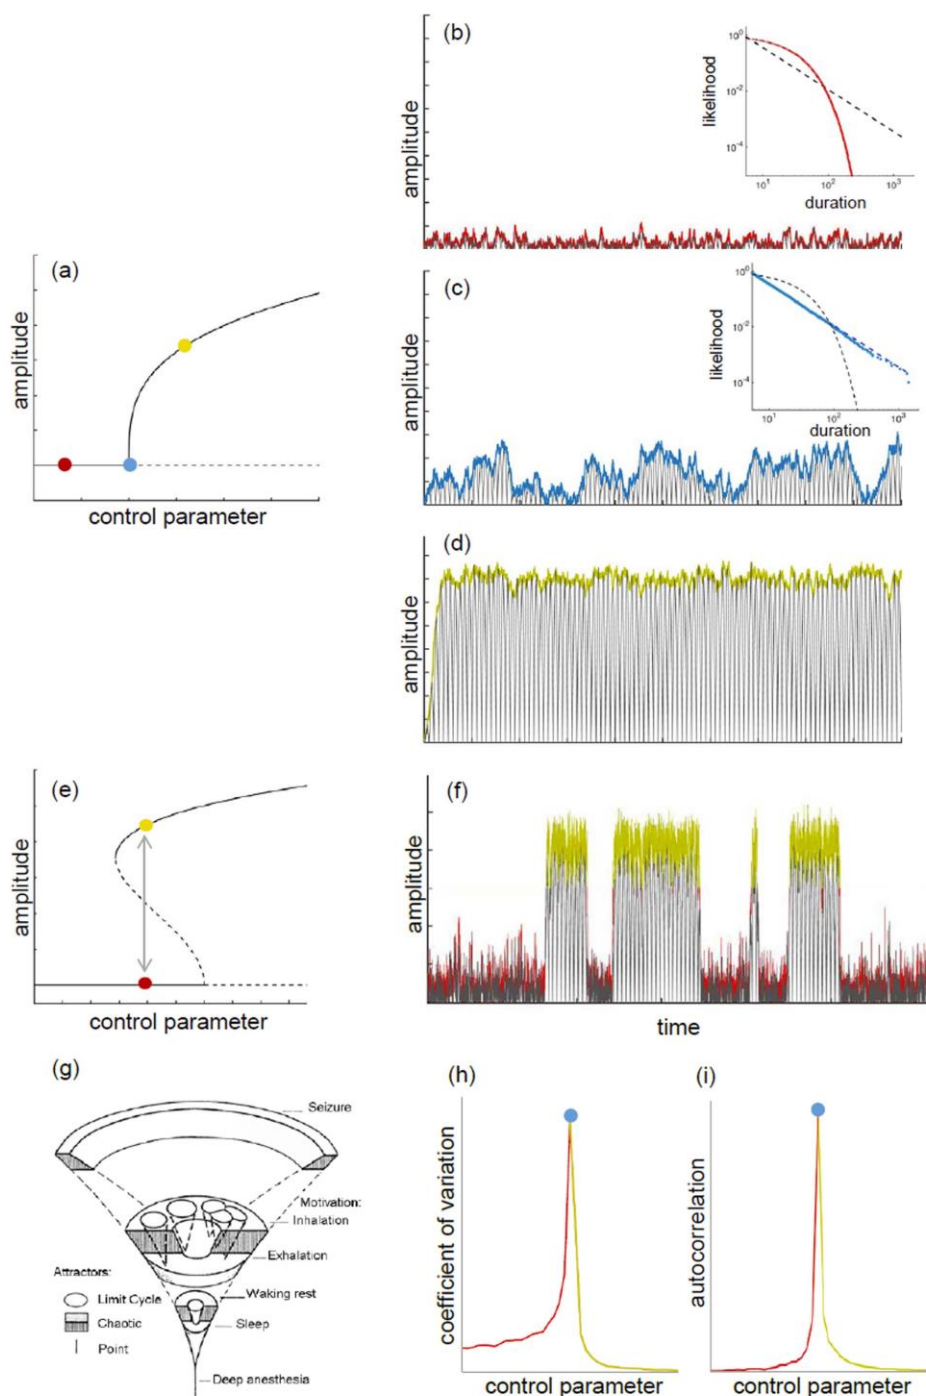 (a)
amplitude
control parameter
(b)
amplitude
10⁰
10⁻²
10⁻⁴
likelihood
10¹
10²
10³
duration
(c)
amplitude
10⁰
10⁻²
10⁻⁴
likelihood
10¹
10²
10³
duration
(d)
amplitude
(e)
amplitude
control parameter
(f)
amplitude
time
(g)
Seizure
Motivation:
Inhalation
Exhalation
Attractors:
Limit Cycle
Chaotic
Point
Waking rest
Sleep
Deep anesthesia
(h)
coefficient of variation
control parameter
(i)
autocorrelation
control parameter